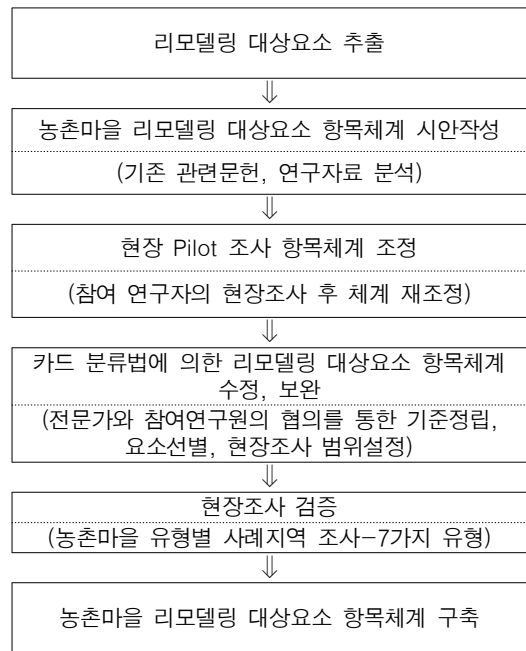 리모델링 대상요소 추출
⇓
농촌마을 리모델링 대상요소 항목체계 시안작성
(기존 관련문헌, 연구자료 분석)
⇓
현장 Pilot 조사 항목체계 조정
(참여 연구자의 현장조사 후 체계 재조정)
⇓
카드 분류법에 의한 리모델링 대상요소 항목체계
수정, 보완
(전문가와 참여연구원의 협의를 통한 기준정립,
요소선별, 현장조사 범위설정)
⇓
현장조사 검증
(농촌마을 유형별 사례지역 조사-7가지 유형)
⇓
농촌마을 리모델링 대상요소 항목체계 구축